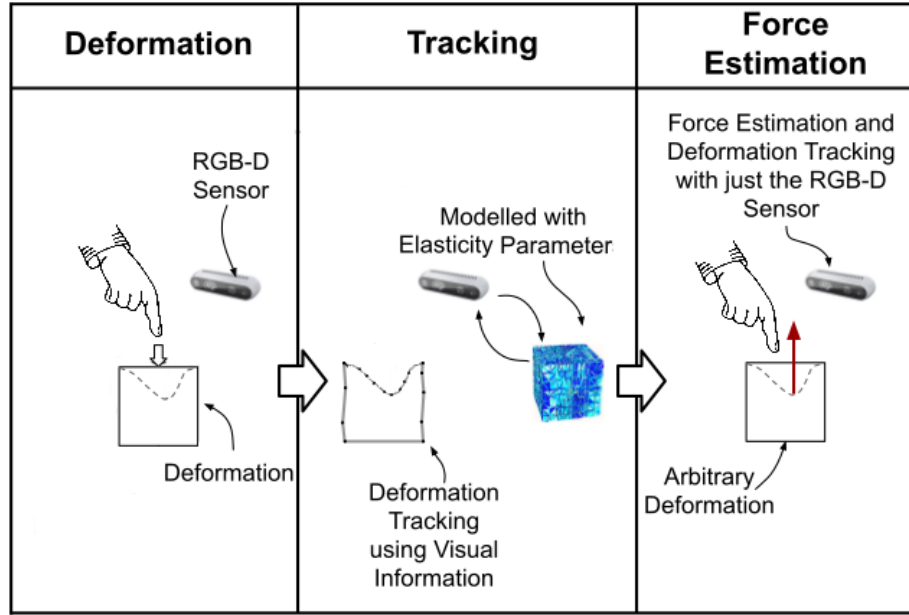 Deformation
Tracking
Force
Estimation
RGB-D
Sensor
Deformation
Modelled with
Elasticity Parameter
Deformation
Tracking
using Visual
Information
Force Estimation and
Deformation Tracking
with just the RGB-D
Sensor
Arbitrary
Deformation